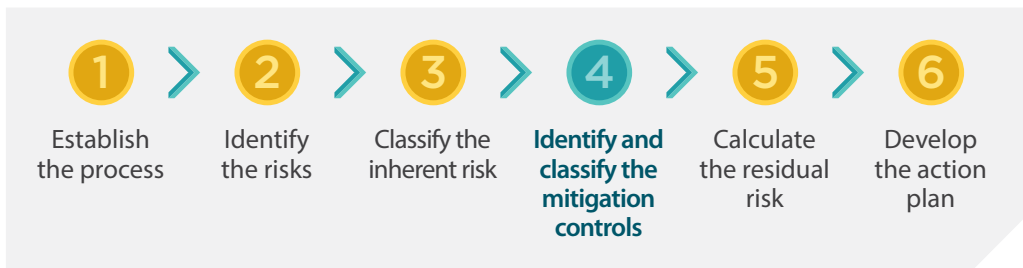 1
2
3
4
5
6
Establish
the process
Identify
the risks
Classify the
inherent risk
Identify and
classify the
mitigation
controls
Calculate
the residual
risk
Develop
the action
plan